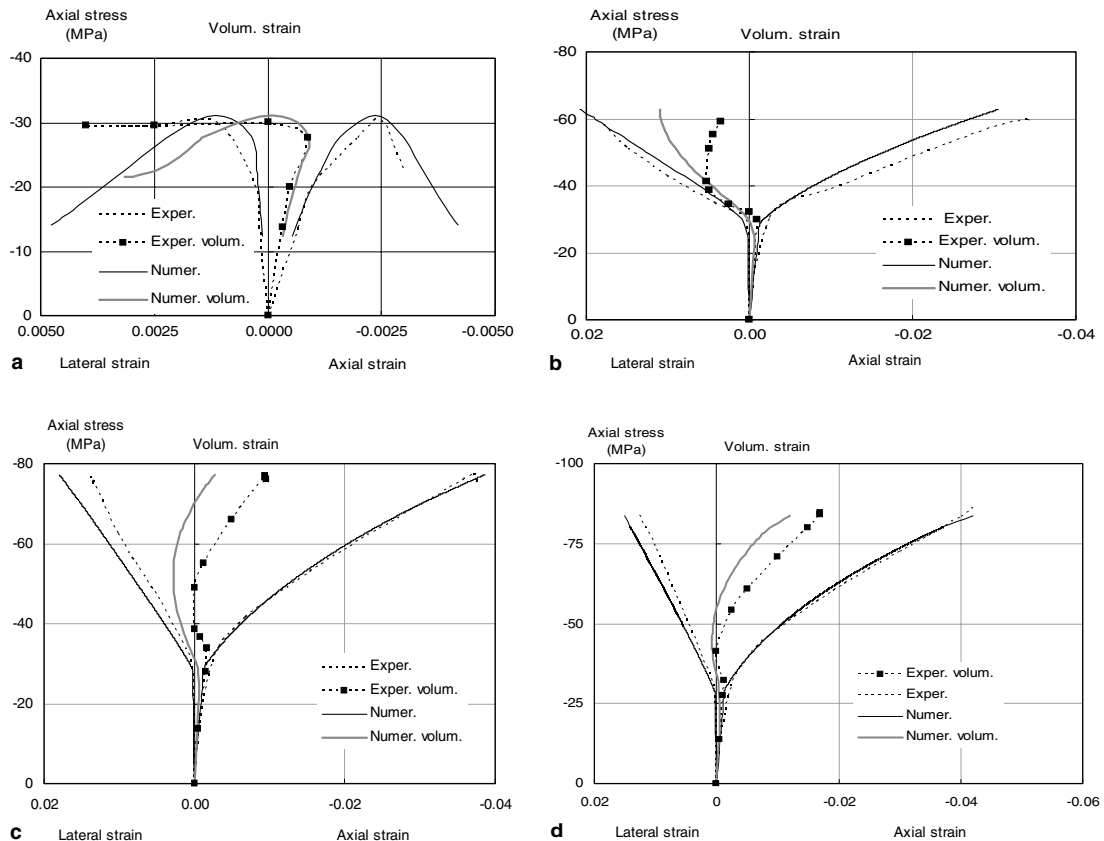 Axial stress
(MPa)
Volum. strain
-40
-30
-20
-10
0
Exper.
Exper. volum.
Numer.
Numer. volum.
0.0050
0.0025
0.0000
-0.0025
-0.0050
a
Lateral strain
Axial strain
Axial stress
(MPa)
Volum. strain
-80
-60
-40
-20
0
Exper.
Exper. volum.
Numer.
Numer. volum.
0.02
0.00
-0.02
-0.04
b
Lateral strain
Axial strain
Axial stress
(MPa)
Volum. strain
-80
-60
-40
-20
0
Exper.
Exper. volum.
Numer.
Numer. volum.
0.02
0.00
-0.02
-0.04
c
Lateral strain
Axial strain
Axial stress
(MPa)
Volum. strain
-100
-75
-50
-25
0
Exper. volum.
Exper.
Numer.
Numer. volum.
0.02
0
-0.02
-0.04
-0.06
Lateral strain
d
Axial strain